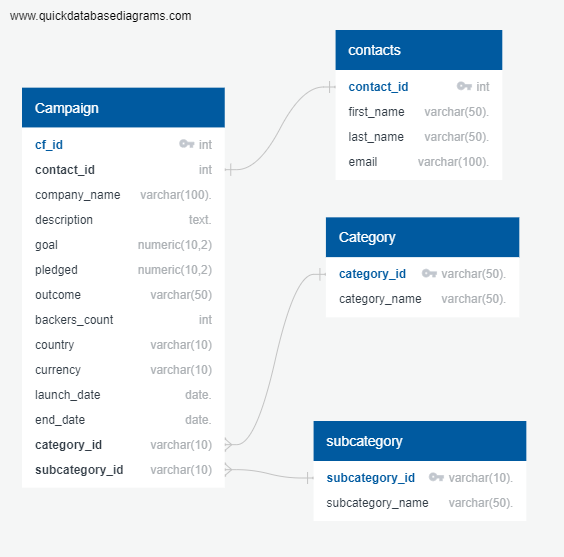 www.quickdatabasediagrams.com
Campaign
cf_id int
contact_id int
company_name varchar(100).
description text.
goal numeric(10,2)
pledged numeric(10,2)
outcome varchar(50)
backers_count int
country varchar(10)
currency varchar(10)
launch_date date.
end_date date.
category_id varchar(10)
subcategory_id varchar(10)
contacts
contact_id int
first_name varchar(50).
last_name varchar(50).
email varchar(100).
Category
category_id varchar(50).
category_name varchar(50).
subcategory
subcategory_id varchar(10).
subcategory_name varchar(50).